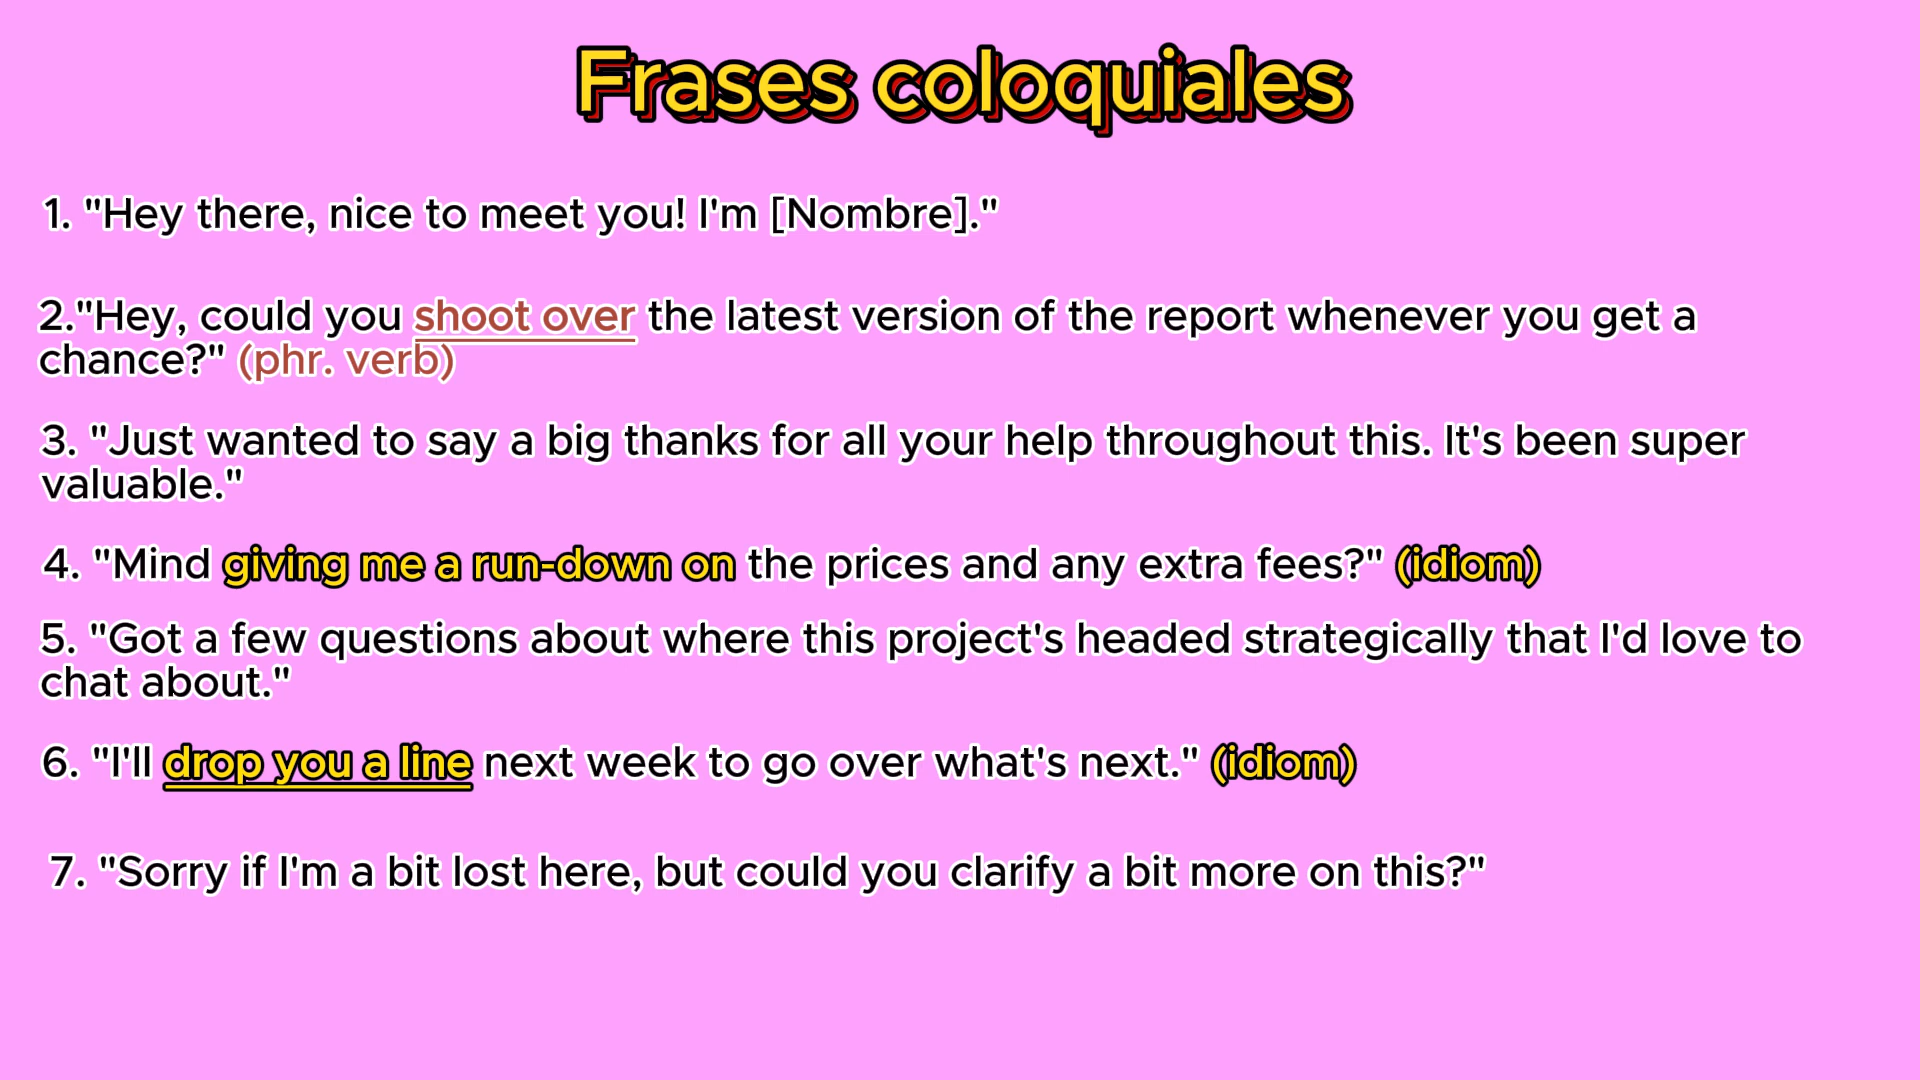 Frases coloquiales
1. "Hey there, nice to meet you! I'm [Nombre]."
2."Hey, could you shoot over the latest version of the report whenever you get a
chance?" (phr. verb)
3. "Just wanted to say a big thanks for all your help throughout this. It's been super
valuable."
4. "Mind giving me a run-down on the prices and any extra fees?" (idiom)
5. "Got a few questions about where this project's headed strategically that I'd love to
chat about."
6. "I'll drop you a line next week to go over what's next." (idiom)
7. "Sorry if I'm a bit lost here, but could you clarify a bit more on this?"